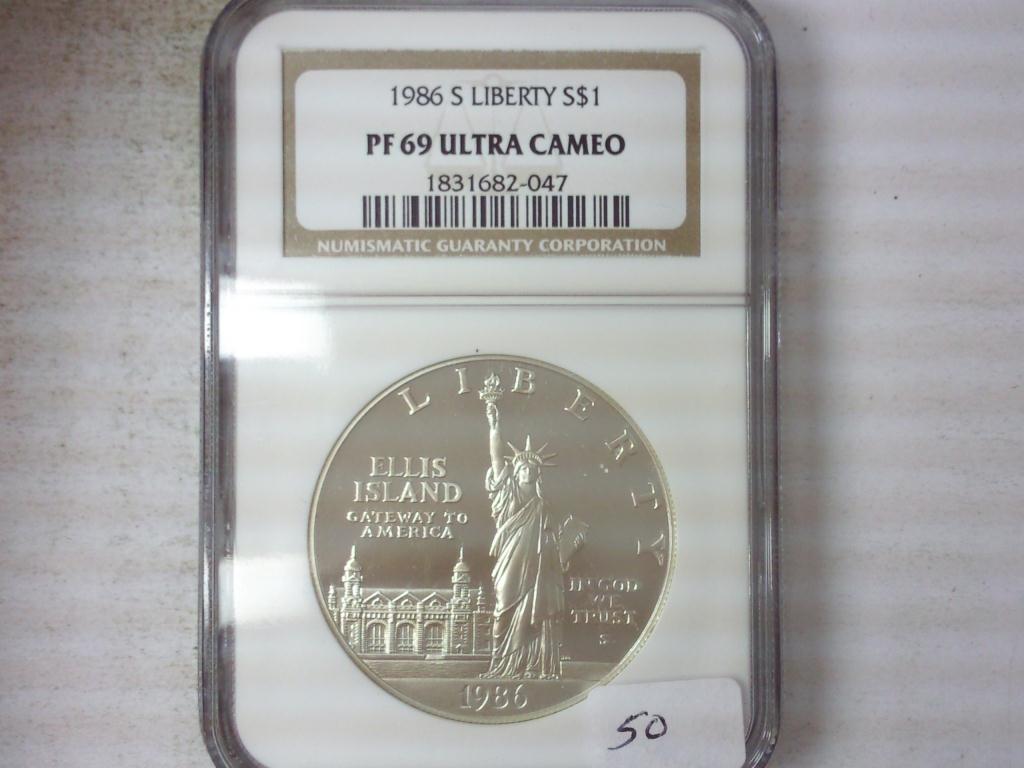 1986 S LIBERTY S$1
PF 69 ULTRA CAMEO
1831682-047
NUMISMATIC GUARANTY CORPORATION
LIBERTY
ELLIS
ISLAND
GATEWAY TO
AMERICA
IN GOD
WE
TRUST
S
1986
50